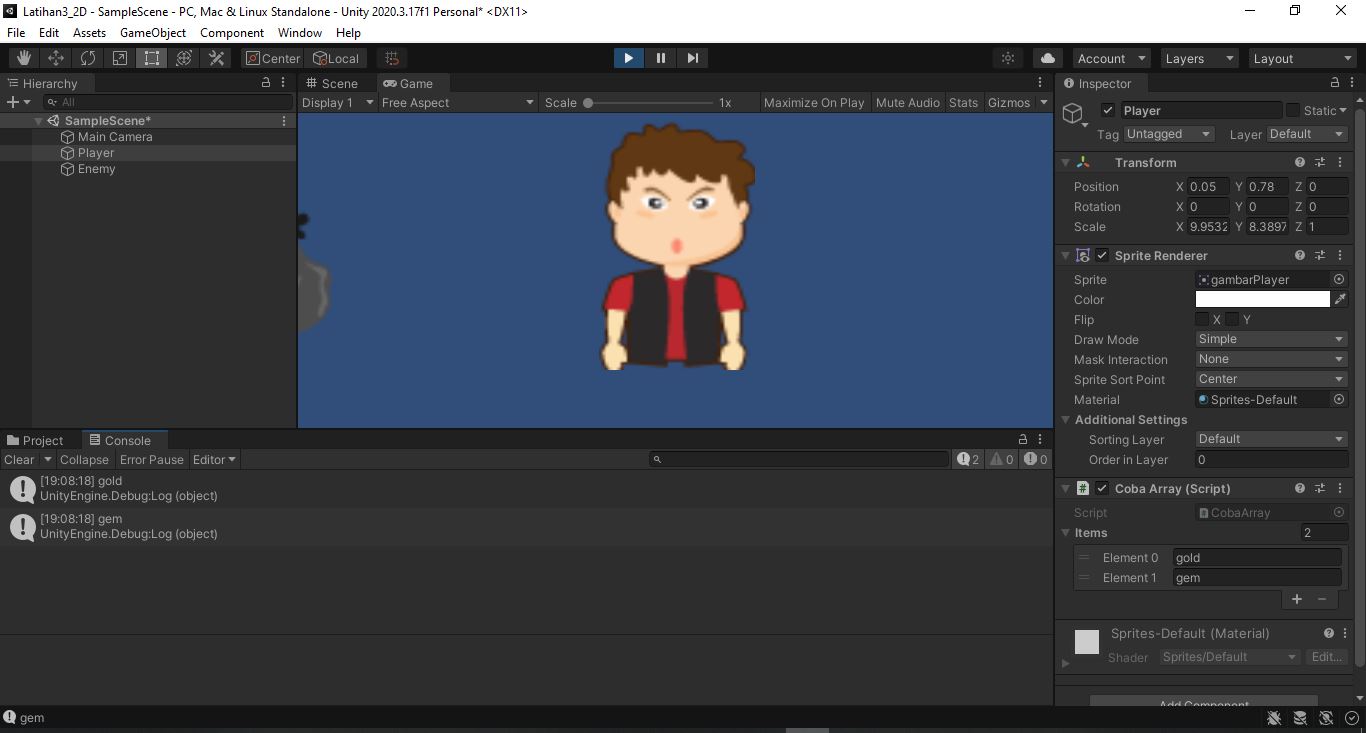 Latihan3_2D - SampleScene - PC, Mac & Linux Standalone - Unity 2020.3.17f1 Personal* <DX11>
File Edit Assets GameObject Component Window Help
Center Local Account Layers Layout
Hierarchy
All
SampleScene*
Main Camera
Player
Enemy
Scene Game
Display 1 Free Aspect Scale 1x Maximize On Play Mute Audio Stats Gizmos
Inspector
Player Static
Tag Untagged Layer Default
Transform
Position X 0.05 Y 0.78 Z 0
Rotation X 0 Y 0 Z 0
Scale X 9.9532 Y 8.3897 Z 1
Sprite Renderer
Sprite gambarPlayer
Color
Flip X Y
Draw Mode Simple
Mask Interaction None
Sprite Sort Point Center
Material Sprites-Default
Additional Settings
Sorting Layer Default
Order in Layer 0
# Coba Array (Script)
Script # CobaArray
Items 2
Element 0 gold
Element 1 gem
+ −
Sprites-Default (Material)
Shader Sprites/Default Edit...
Add Component
Project Console
Clear Collapse Error Pause Editor 2 0 0
[19:08:18] gold
UnityEngine.Debug:Log (object)
[19:08:18] gem
UnityEngine.Debug:Log (object)
gem